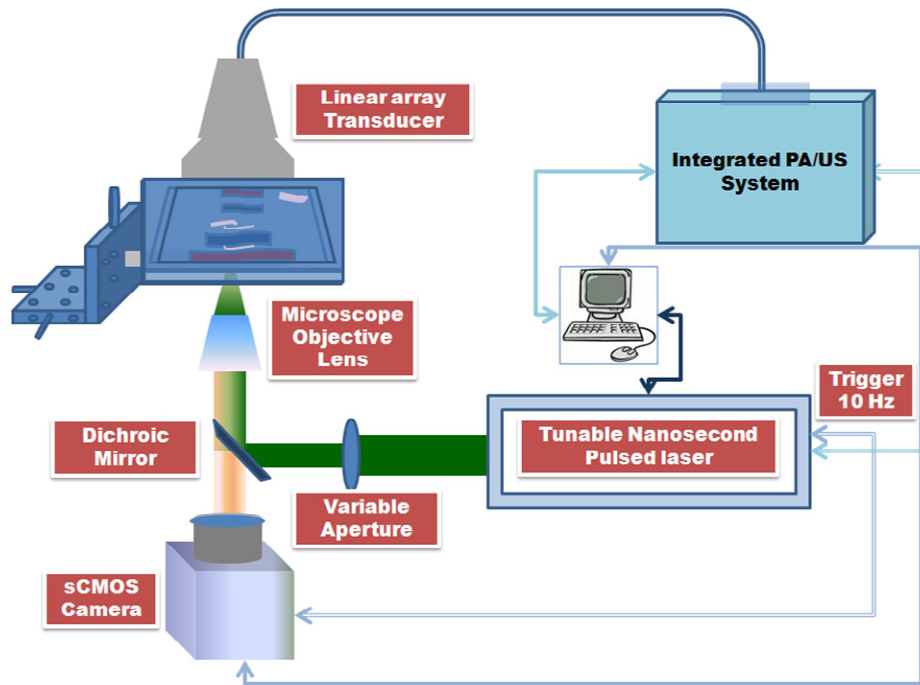 Linear array
Transducer
Integrated PA/US
System
Microscope
Objective
Lens
Trigger
10 Hz
Dichroic
Mirror
Tunable Nanosecond
Pulsed laser
Variable
Aperture
sCMOS
Camera